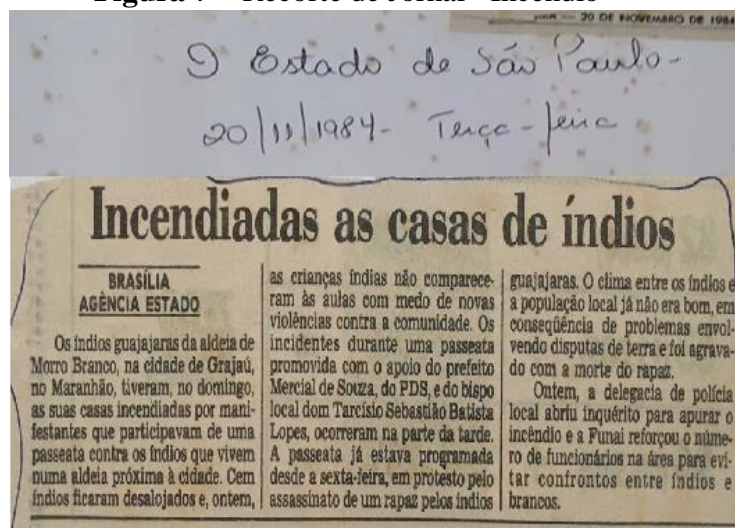 20 DE NOVEMBRO DE 1984
O Estado de São Paulo-
20/11/1984- Terça-feira
Incendiadas as casas de índios
BRASÍLIA
AGÊNCIA ESTADO
Os índios guajajaras da aldeia de
Morro Branco, na cidade de Grajaú,
no Maranhão, tiveram, no domingo,
as suas casas incendiadas por mani-
festantes que participavam de uma
passeata contra os índios que vivem
numa aldeia próxima à cidade. Cem
índios ficaram desalojados e, ontem,
as crianças índias não comparece-
ram às aulas com medo de novas
violências contra a comunidade. Os
incidentes durante uma passeata
promovida com o apoio do prefeito
Mercial de Souza, do PDS, e do bispo
local dom Tarcísio Sebastião Batista
Lopes, ocorreram na parte da tarde.
A passeata já estava programada
desde a sexta-feira, em protesto pelo
assassinato de um rapaz pelos índios
guajajaras. O clima entre os índios e
a população local já não era bom, em
conseqüência de problemas envol-
vendo disputas de terra e foi agrava-
do com a morte do rapaz.
Ontem, a delegacia de polícia
local abriu inquérito para apurar o
incêndio e a Funai reforçou o núme-
ro de funcionários na área para evi-
tar confrontos entre índios e
brancos.